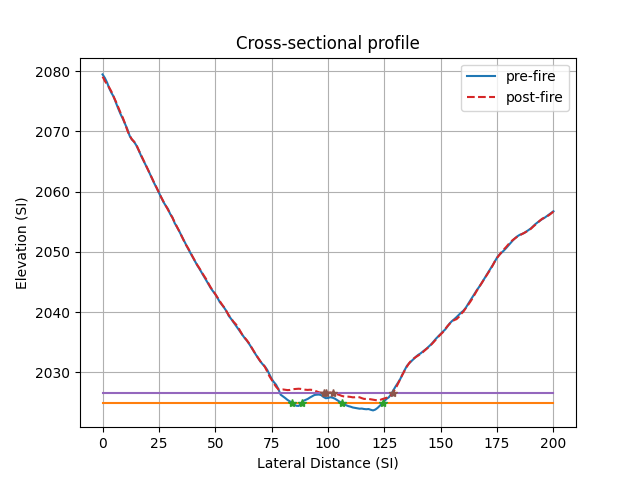 Cross-sectional profile
pre-fire
post-fire
2080
2070
2060
2050
2040
2030
Elevation (SI)
0 25 50 75 100 125 150 175 200
Lateral Distance (SI)